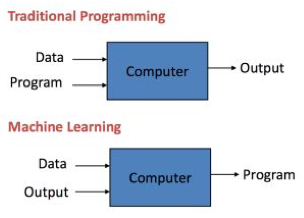 Traditional Programming
Data
Program
Computer
Output
Machine Learning
Data
Output
Computer
Program